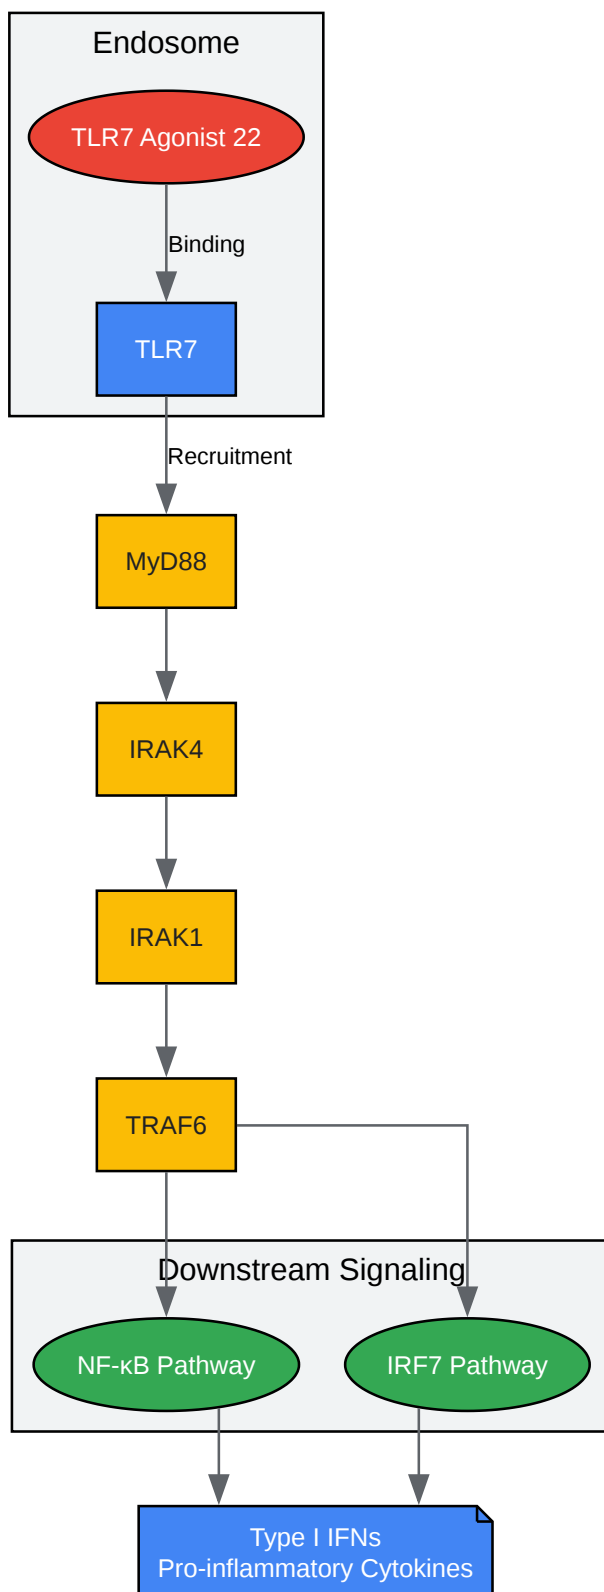 Endosome
TLR7 Agonist 22
Binding
TLR7
Recruitment
MyD88
IRAK4
IRAK1
TRAF6
Downstream Signaling
NF-κB Pathway
IRF7 Pathway
Type I IFNs
Pro-inflammatory Cytokines